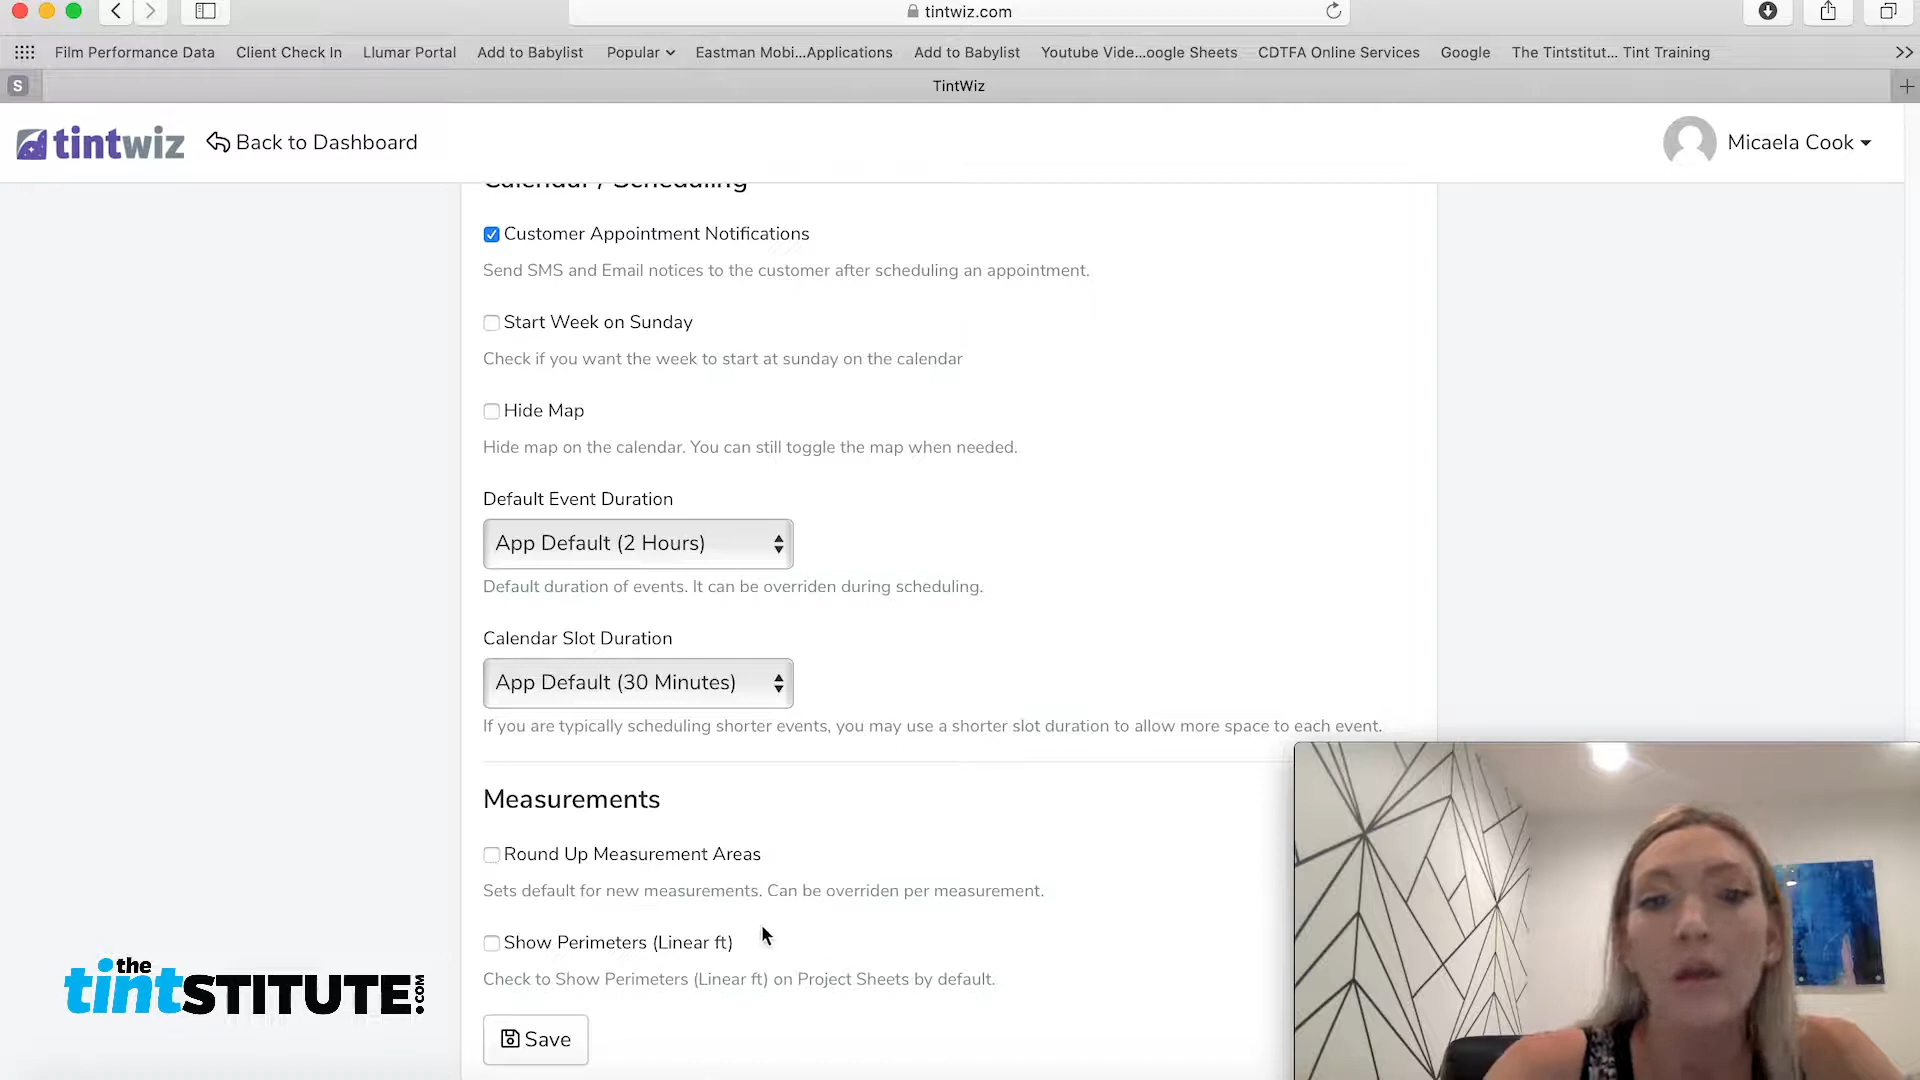 tintwiz.com
Film Performance Data
Client Check In
Llumar Portal
Add to Babylist
Popular
Eastman Mobi...Applications
Add to Babylist
Youtube Vide...oogle Sheets
CDTFA Online Services
Google
The Tintstitut... Tint Training
S
TintWiz
tintwiz
Back to Dashboard
Micaela Cook
Calendar / Scheduling
Customer Appointment Notifications
Send SMS and Email notices to the customer after scheduling an appointment.
Start Week on Sunday
Check if you want the week to start at sunday on the calendar
Hide Map
Hide map on the calendar. You can still toggle the map when needed.
Default Event Duration
App Default (2 Hours)
Default duration of events. It can be overriden during scheduling.
Calendar Slot Duration
App Default (30 Minutes)
If you are typically scheduling shorter events, you may use a shorter slot duration to allow more space to each event.
Measurements
Round Up Measurement Areas
Sets default for new measurements. Can be overriden per measurement.
Show Perimeters (Linear ft)
Check to Show Perimeters (Linear ft) on Project Sheets by default.
Save
the
tintSTITUTE.com